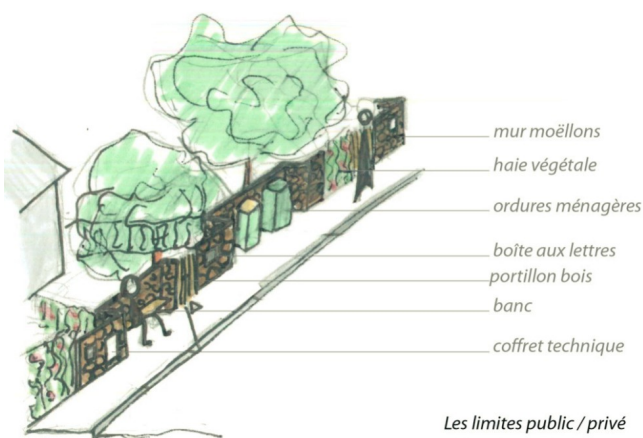 mur moëllons
haie végétale
ordures ménagères
boîte aux lettres
portillon bois
banc
coffret technique
Les limites public / privé